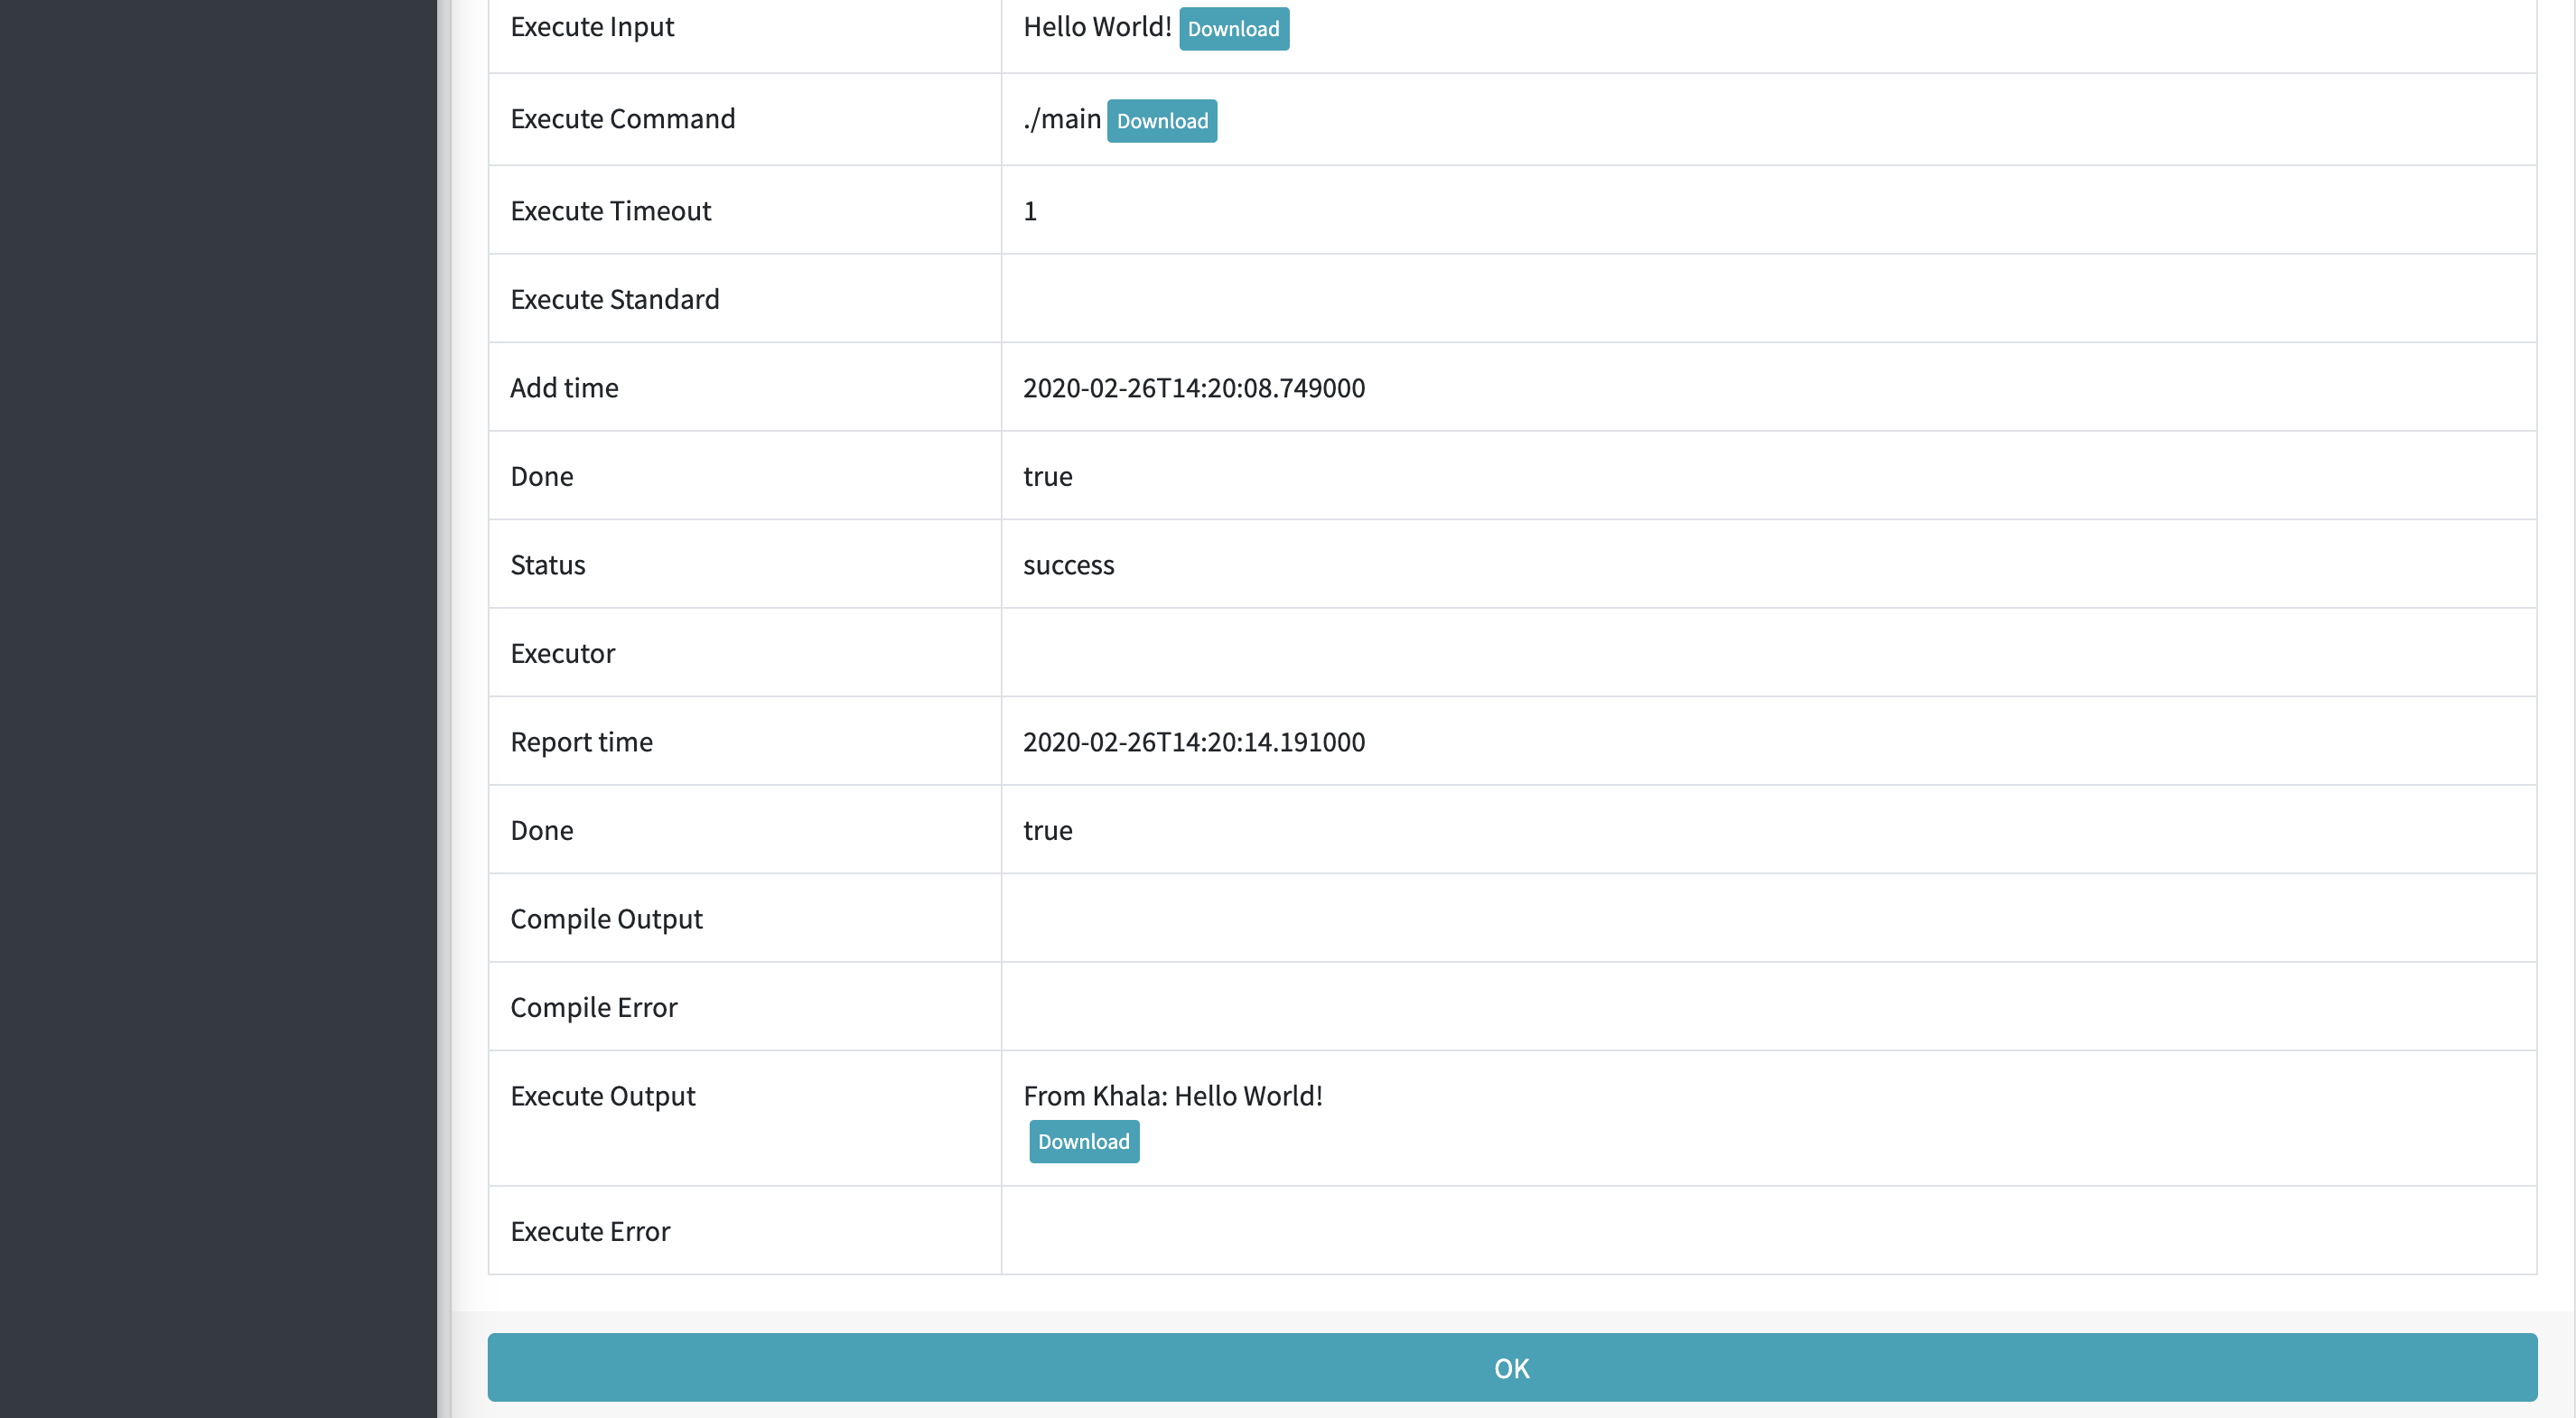 Execute Input Hello World! Download
Execute Command ./main Download
Execute Timeout 1
Execute Standard
Add time 2020-02-26T14:20:08.749000
Done true
Status success
Executor
Report time 2020-02-26T14:20:14.191000
Done true
Compile Output
Compile Error
Execute Output From Khala: Hello World!
Download
Execute Error
OK